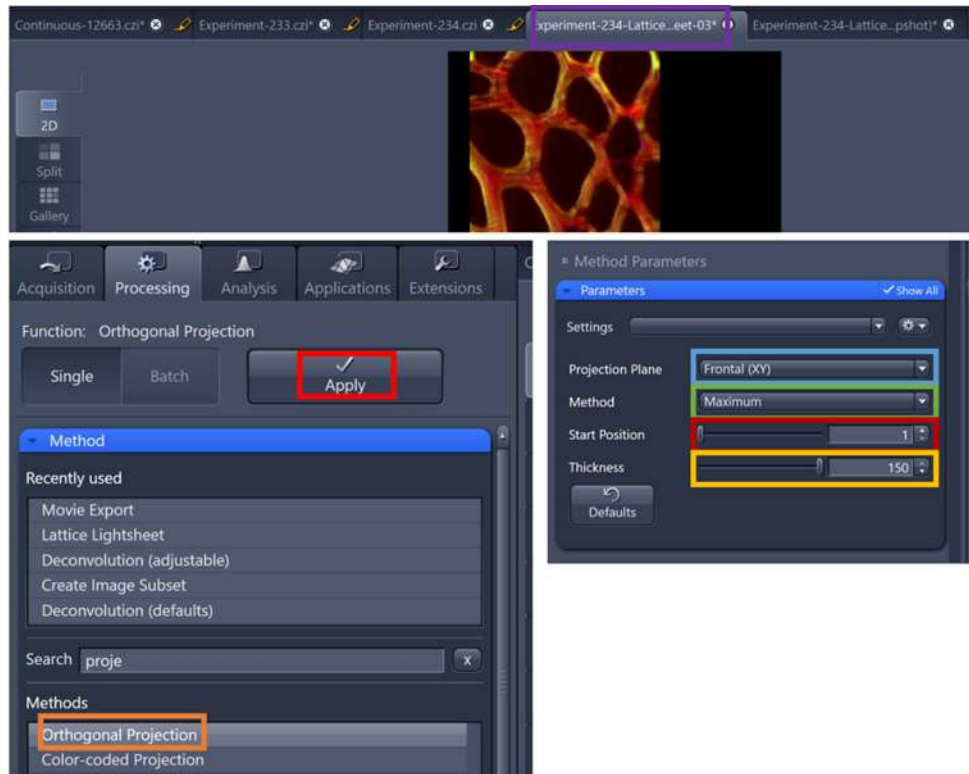 Continuous-12663.czi* Experiment-233.czi* Experiment-234.czi Experiment-234-Lattice...eet-03* Experiment-234-Lattice...pshot)*
2D
Split
Gallery
Acquisition Processing Analysis Applications Extensions
Function: Orthogonal Projection
Single Batch Apply
Method
Recently used
Movie Export
Lattice Lightsheet
Deconvolution (adjustable)
Create Image Subset
Deconvolution (defaults)
Search proje x
Methods
Orthogonal Projection
Color-coded Projection
Method Parameters
Parameters Show All
Settings
Projection Plane Frontal (XY)
Method Maximum
Start Position 1
Thickness 150
Defaults